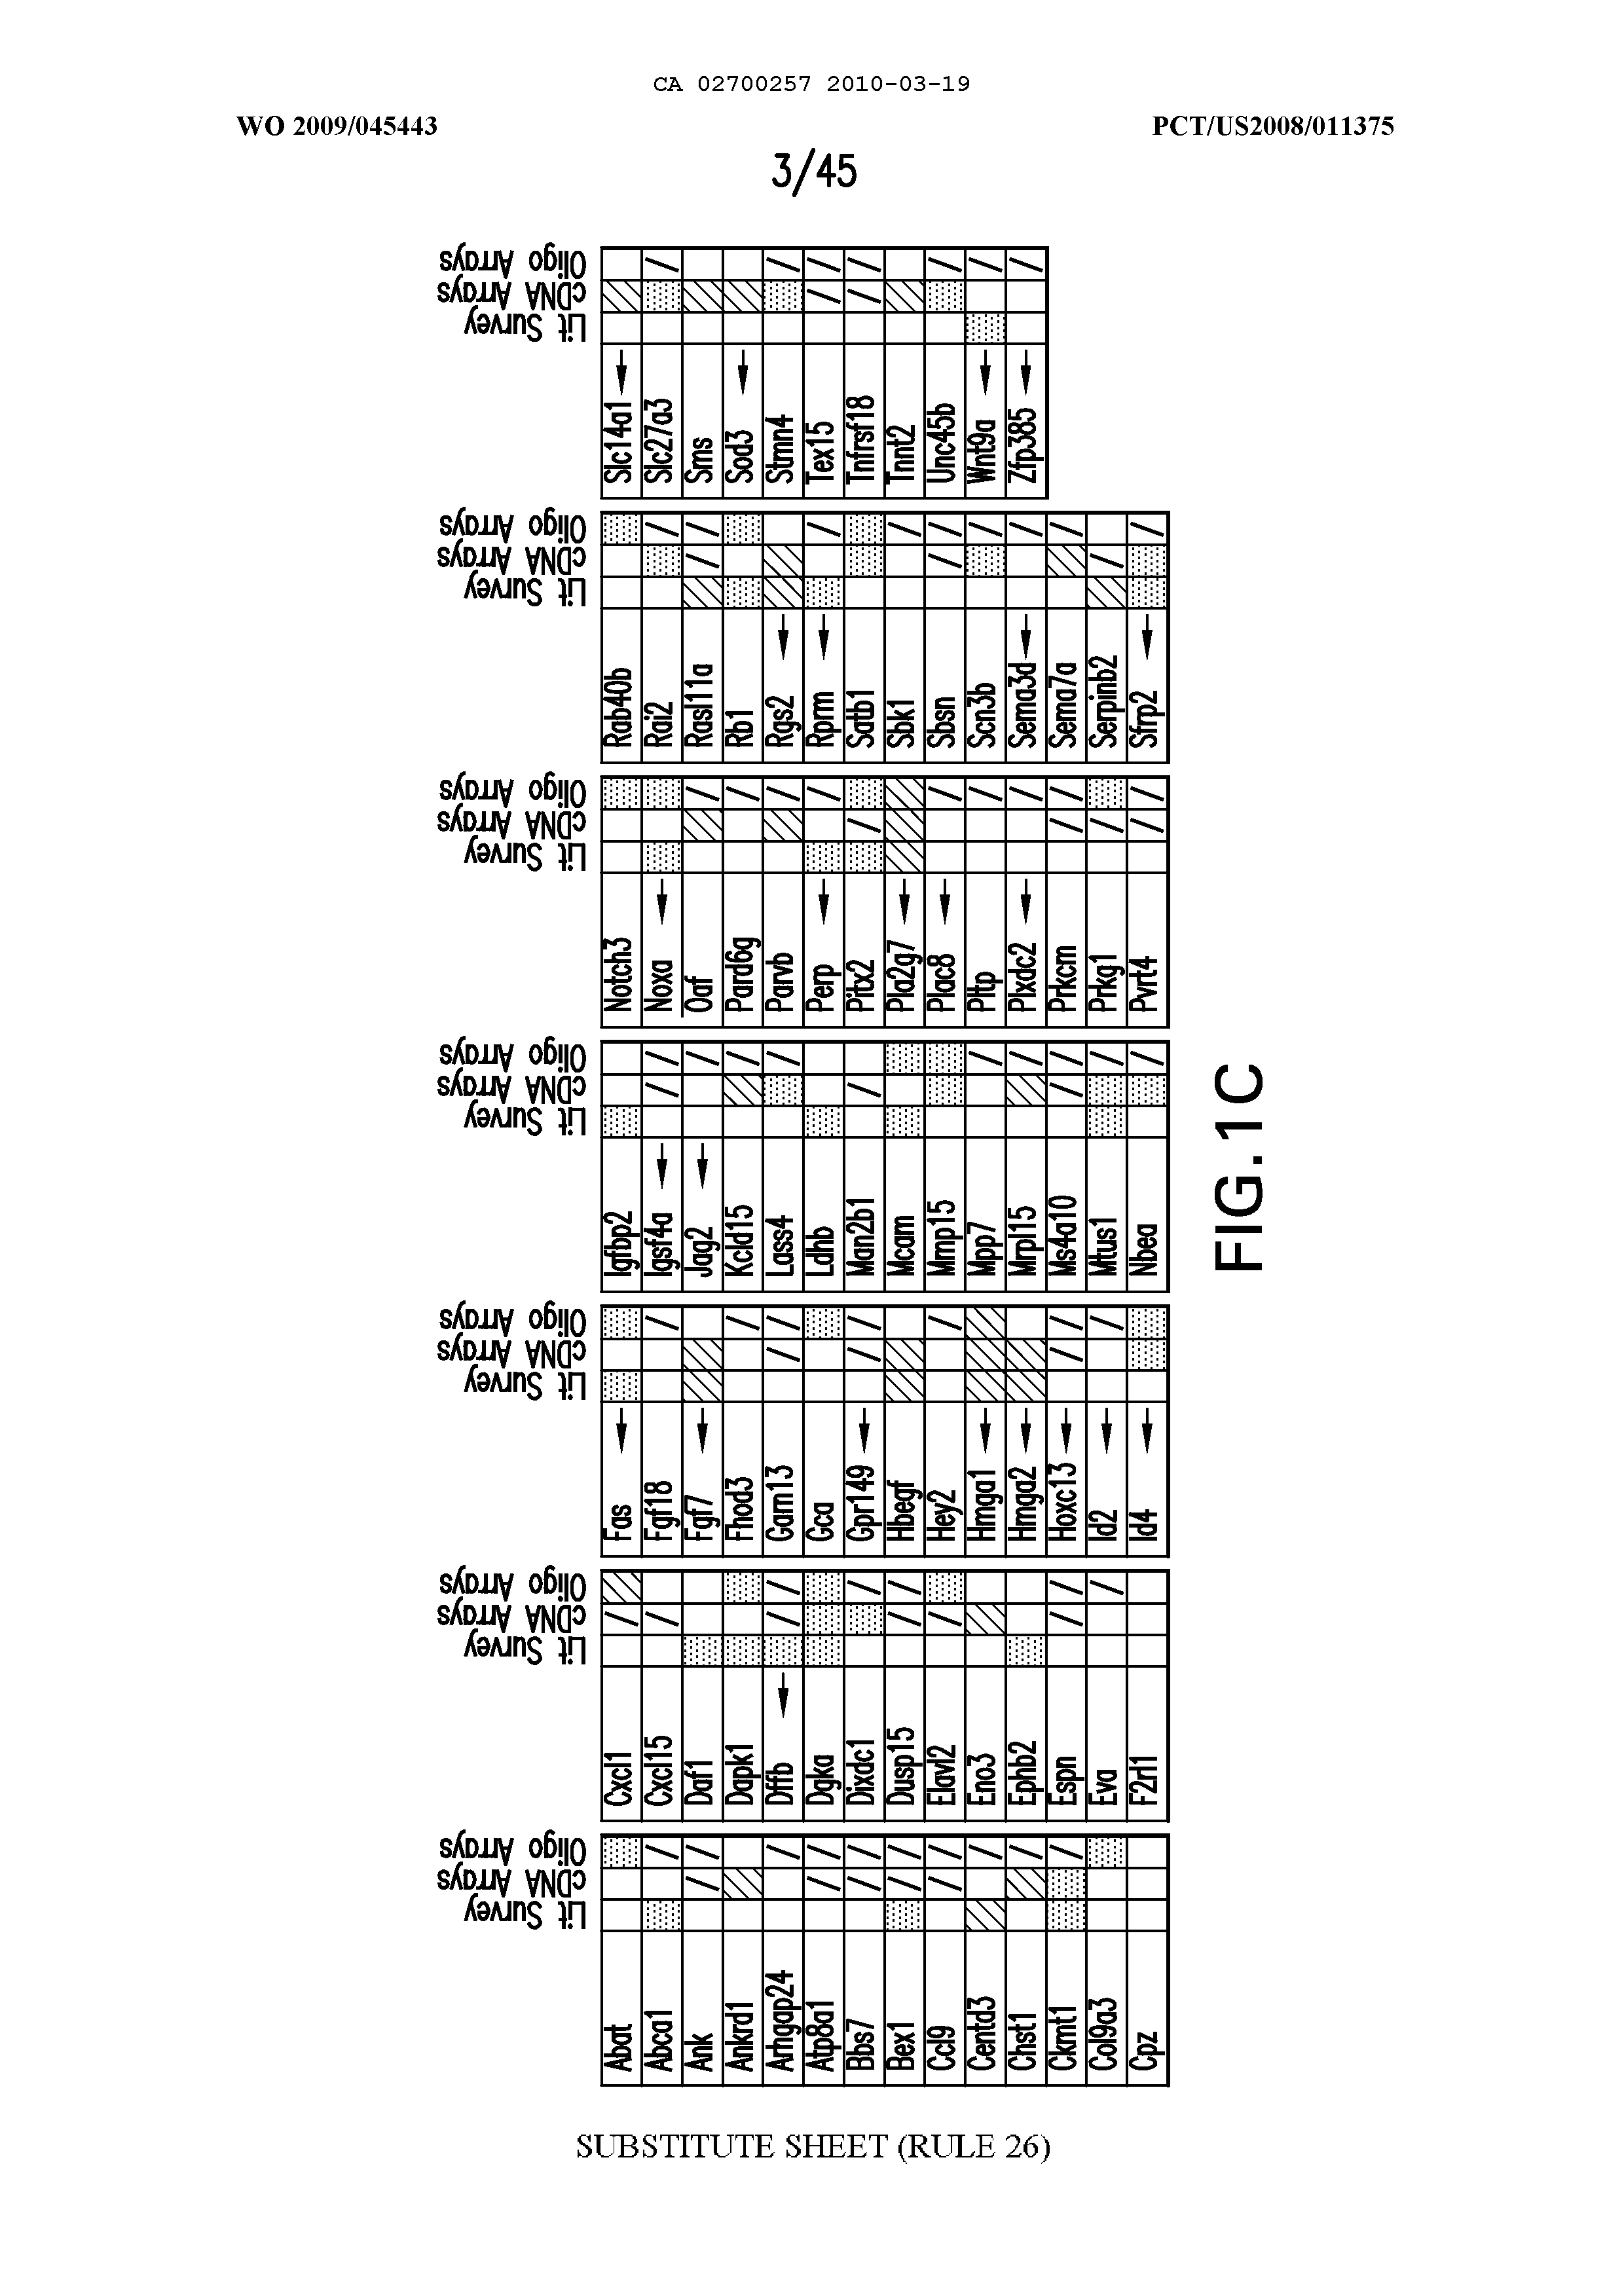 CA 02700257 2010-03-19
WO 2009/045443
PCT/US2008/011375
3/45
Lit Survey
cDNA Arrays
Oligo Arrays
Abat
Abca1
Ank
Ankrd1
Arhgap24
Atp8a1
Bbs7
Bex1
Ccl9
Centd3
Chst1
Ckmt1
Col9a3
Cpz
Lit Survey
cDNA Arrays
Oligo Arrays
Cxcl1
Cxcl15
Daf1
Dapk1
Dffb
Dgka
Dixdc1
Dusp15
Elavl2
Eno3
Ephb2
Espn
Eva
F2rl1
Lit Survey
cDNA Arrays
Oligo Arrays
Fas
Fgf18
Fgf7
Fhod3
Garn13
Gca
Gpr149
Hbegf
Hey2
Hmga1
Hmga2
Hoxc13
Id2
Id4
Lit Survey
cDNA Arrays
Oligo Arrays
Igfbp2
Igsf4a
Jag2
Kcld15
Lass4
Ldhb
Man2b1
Mcam
Mmp15
Mpp7
Mrpl15
Ms4a10
Mtus1
Nbea
Lit Survey
cDNA Arrays
Oligo Arrays
Notch3
Noxa
Oaf
Pard6g
Parvb
Perp
Pitx2
Pla2g7
Plac8
Pltp
Plxdc2
Prkcm
Prkg1
Pvrt4
Lit Survey
cDNA Arrays
Oligo Arrays
Rab40b
Rai2
Rasl11a
Rb1
Rgs2
Rprm
Satb1
Sbk1
Sbsn
Scn3b
Sema3d
Sema7a
Serpinb2
Sfrp2
Lit Survey
cDNA Arrays
Oligo Arrays
Slc14a1
Slc27a3
Sms
Sod3
Stmn4
Tex15
Tnfrsf18
Tnnt2
Unc45b
Wnt9a
Zfp385
FIG.1C
SUBSTITUTE SHEET (RULE 26)